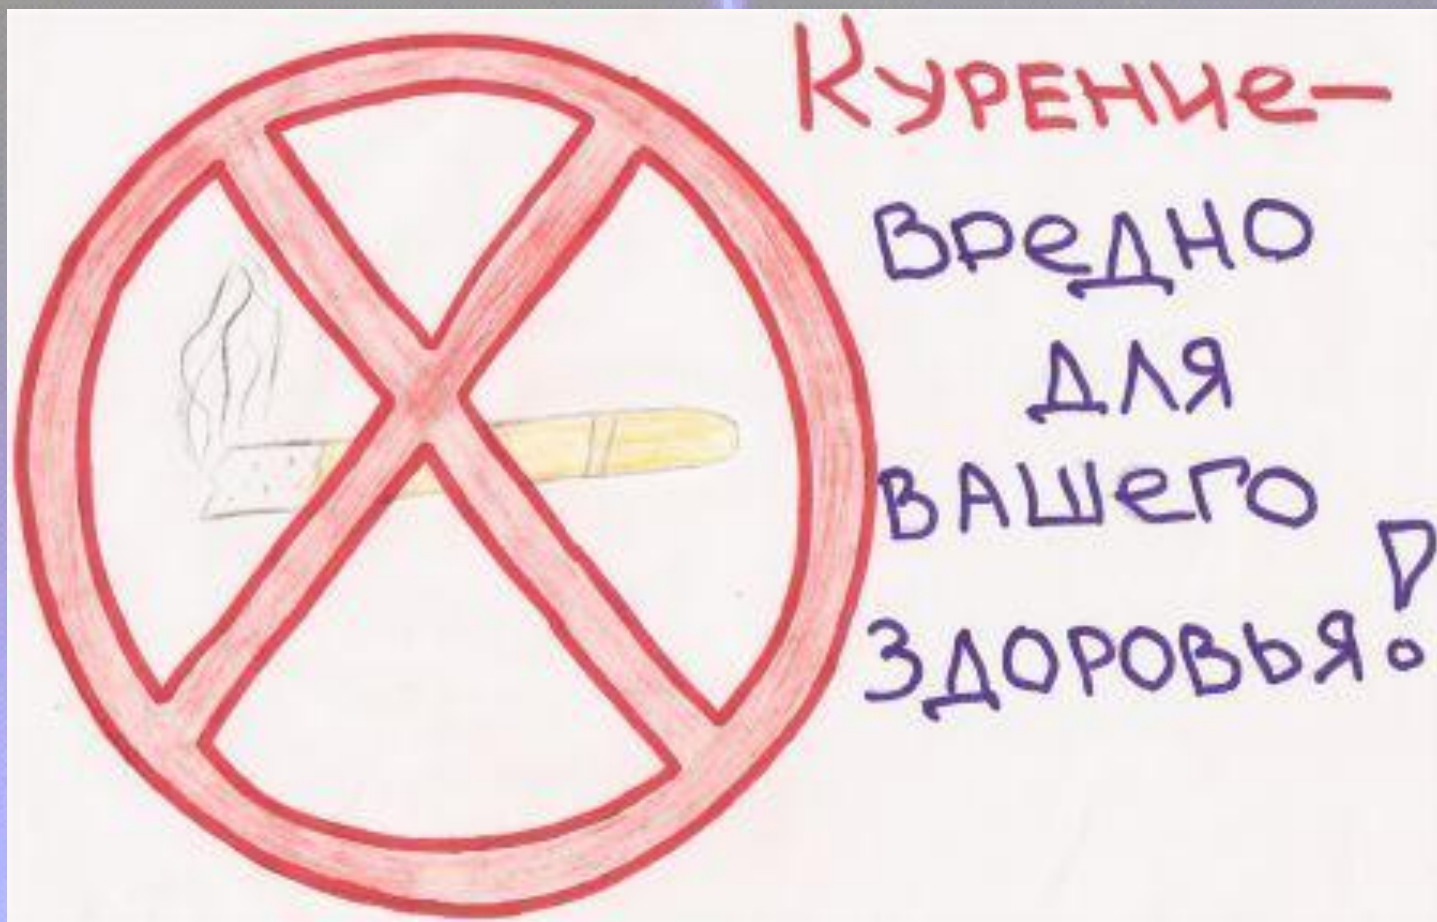 Курение–
Вредно
для
вашего
здоровья!